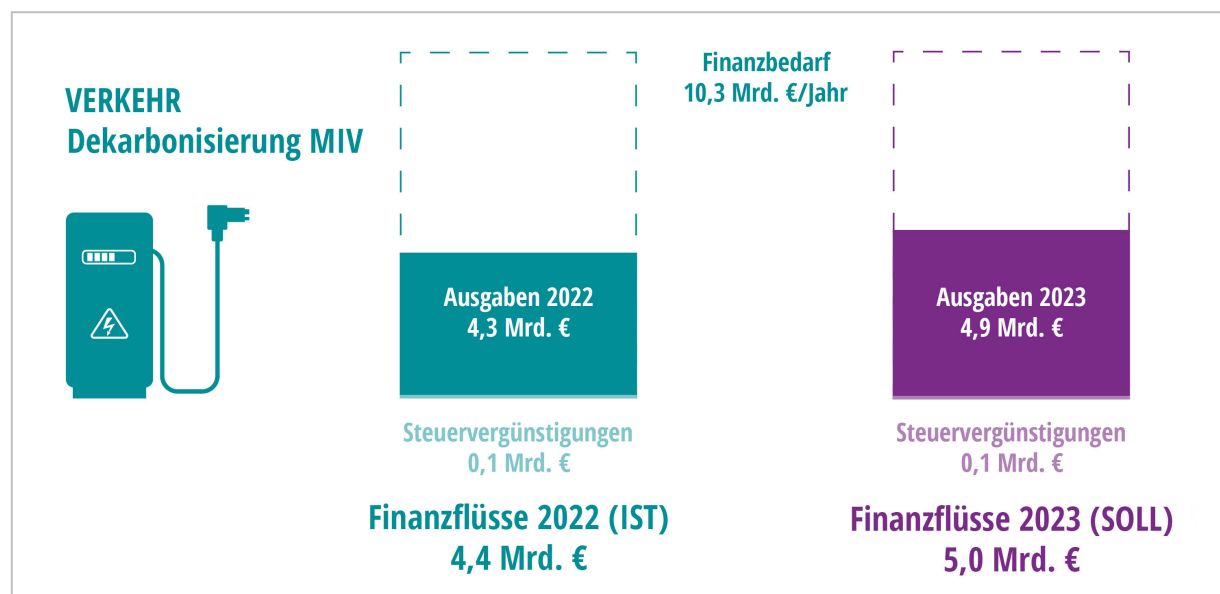 VERKEHR
Dekarbonisierung MIV
Finanzbedarf
10,3 Mrd. €/Jahr
Ausgaben 2022
4,3 Mrd. €
Steuervergünstigungen
0,1 Mrd. €
Finanzflüsse 2022 (IST)
4,4 Mrd. €
Ausgaben 2023
4,9 Mrd. €
Steuervergünstigungen
0,1 Mrd. €
Finanzflüsse 2023 (SOLL)
5,0 Mrd. €